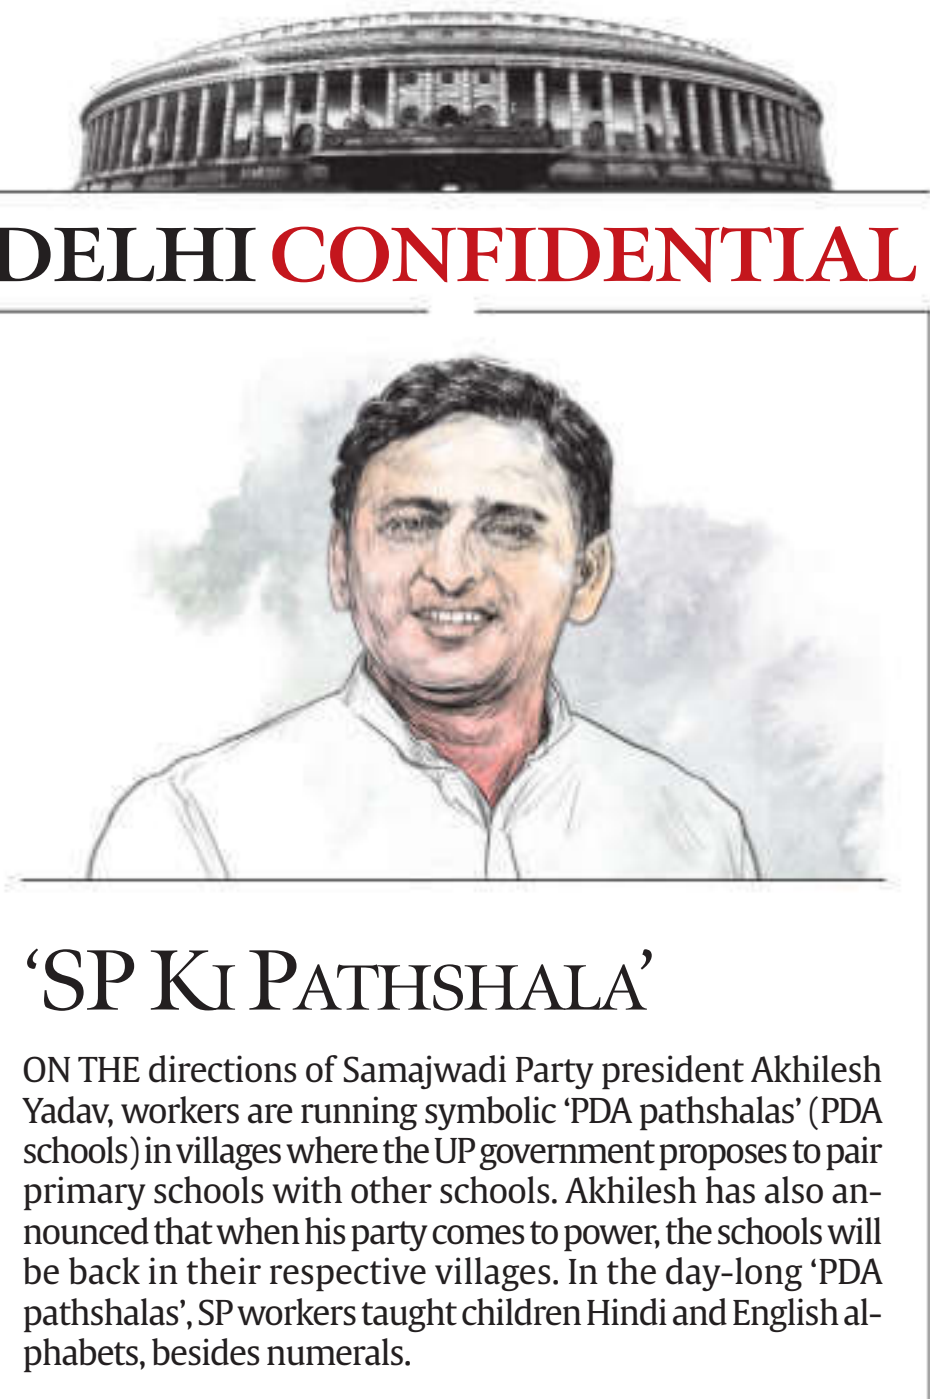 DELHI CONFIDENTIAL
‘SP KI PATHSHALA’
ON THE directions of Samajwadi Party president Akhilesh
Yadav, workers are running symbolic ‘PDA pathshalas’ (PDA
schools) in villages where the UP government proposes to pair
primary schools with other schools. Akhilesh has also an-
nounced that when his party comes to power, the schools will
be back in their respective villages. In the day-long ‘PDA
pathshalas’, SP workers taught children Hindi and English al-
phabets, besides numerals.